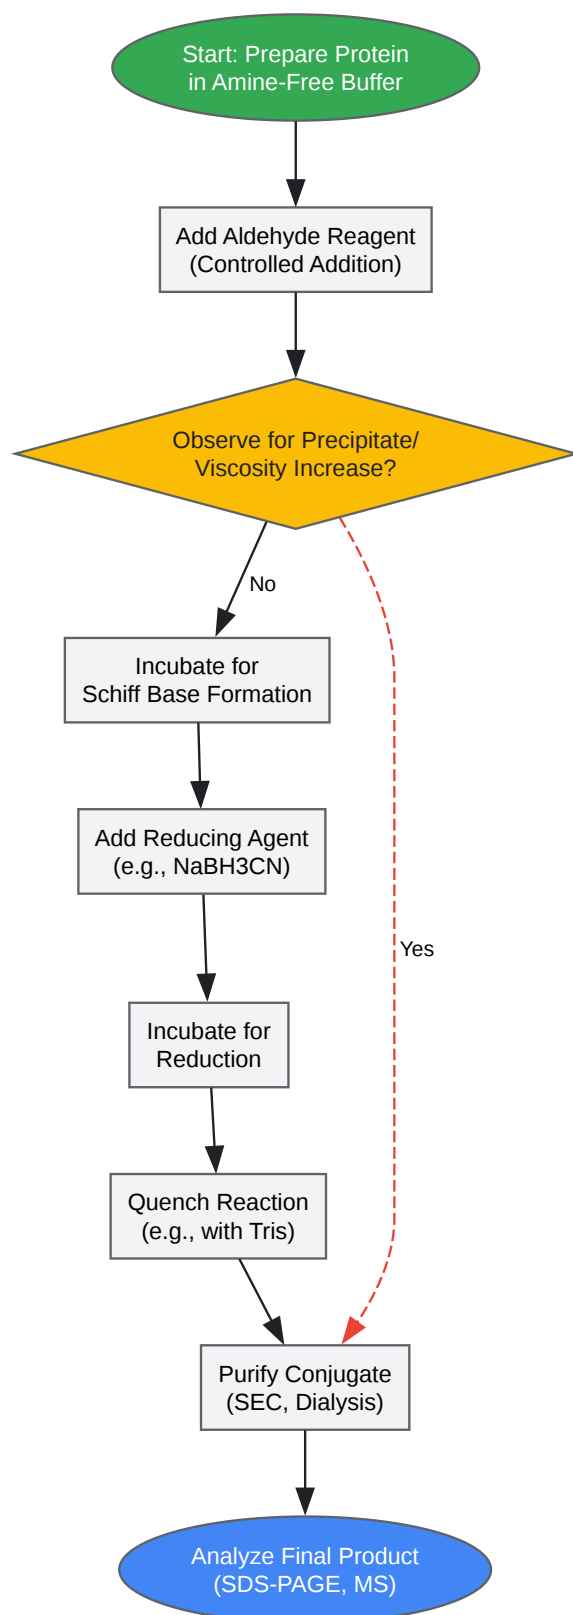 Start: Prepare Protein
in Amine-Free Buffer
Add Aldehyde Reagent
(Controlled Addition)
Observe for Precipitate/
Viscosity Increase?
No
Incubate for
Schiff Base Formation
Add Reducing Agent
(e.g., NaBH3CN)
Yes
Incubate for
Reduction
Quench Reaction
(e.g., with Tris)
Purify Conjugate
(SEC, Dialysis)
Analyze Final Product
(SDS-PAGE, MS)